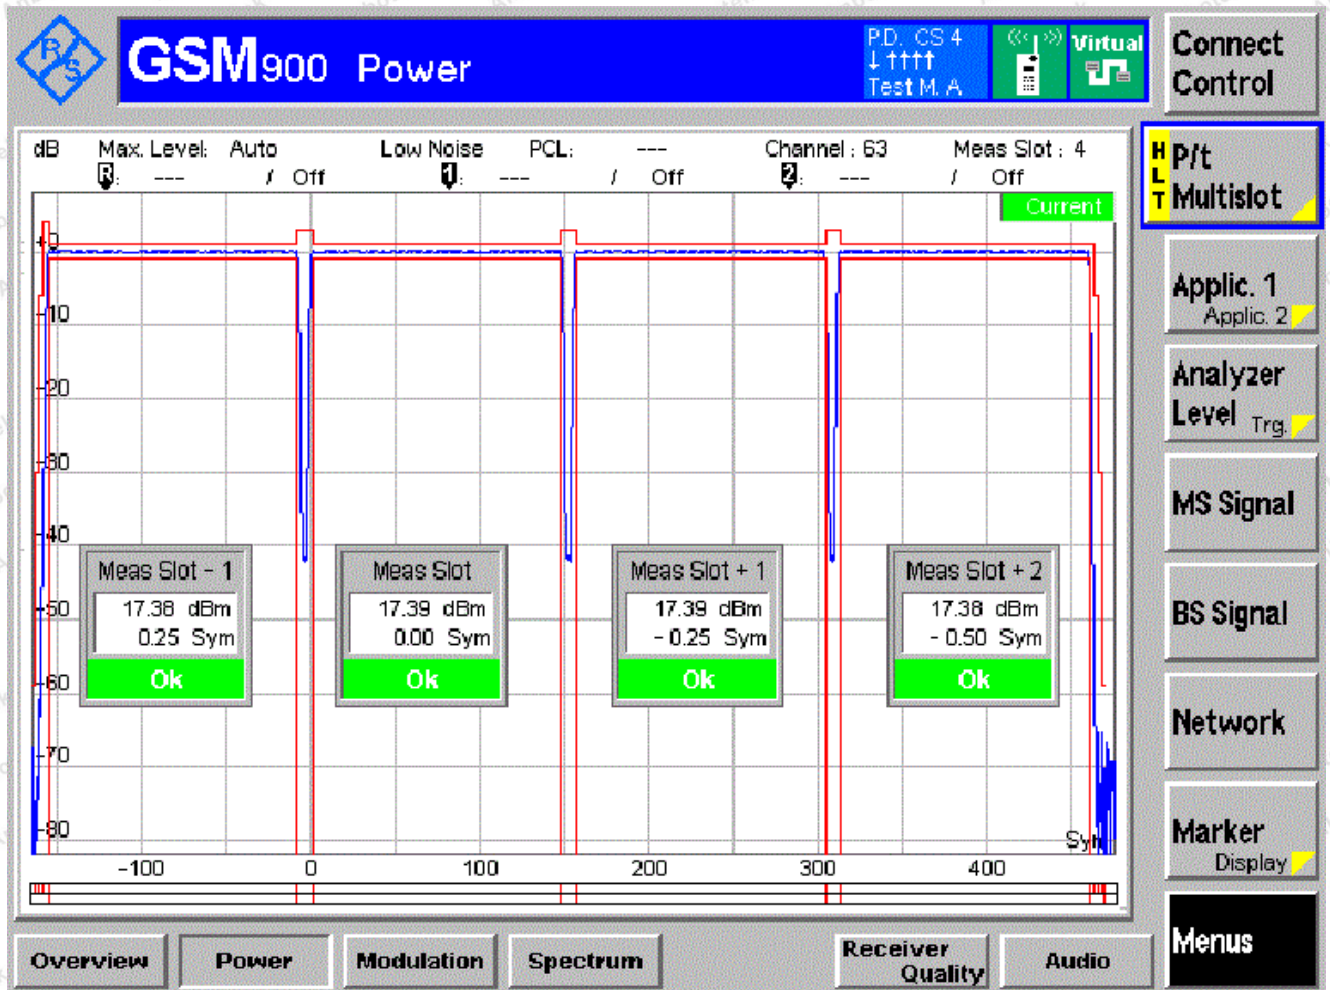 R S
GSM900 Power
P.D. CS 4
↓ ↑↑↑↑
Test M. A
Virtual
Connect
Control
dB Max. Level: Auto Low Noise PCL: --- Channel : 63 Meas Slot : 4
R: --- / Off 1: --- / Off 2: --- / Off
Current
H
L
T
P/t
Multislot
+0
-10
-20
-30
-40
-50
-60
-70
-80
Meas Slot - 1
17.38 dBm
0.25 Sym
Ok
Meas Slot
17.39 dBm
0.00 Sym
Ok
Meas Slot + 1
17.39 dBm
- 0.25 Sym
Ok
Meas Slot + 2
17.38 dBm
- 0.50 Sym
Ok
-100 0 100 200 300 400
Applic. 1
Applic. 2
Analyzer
Level Trg.
MS Signal
BS Signal
Network
Marker
Display
Menus
Overview Power Modulation Spectrum
Receiver
Quality
Audio